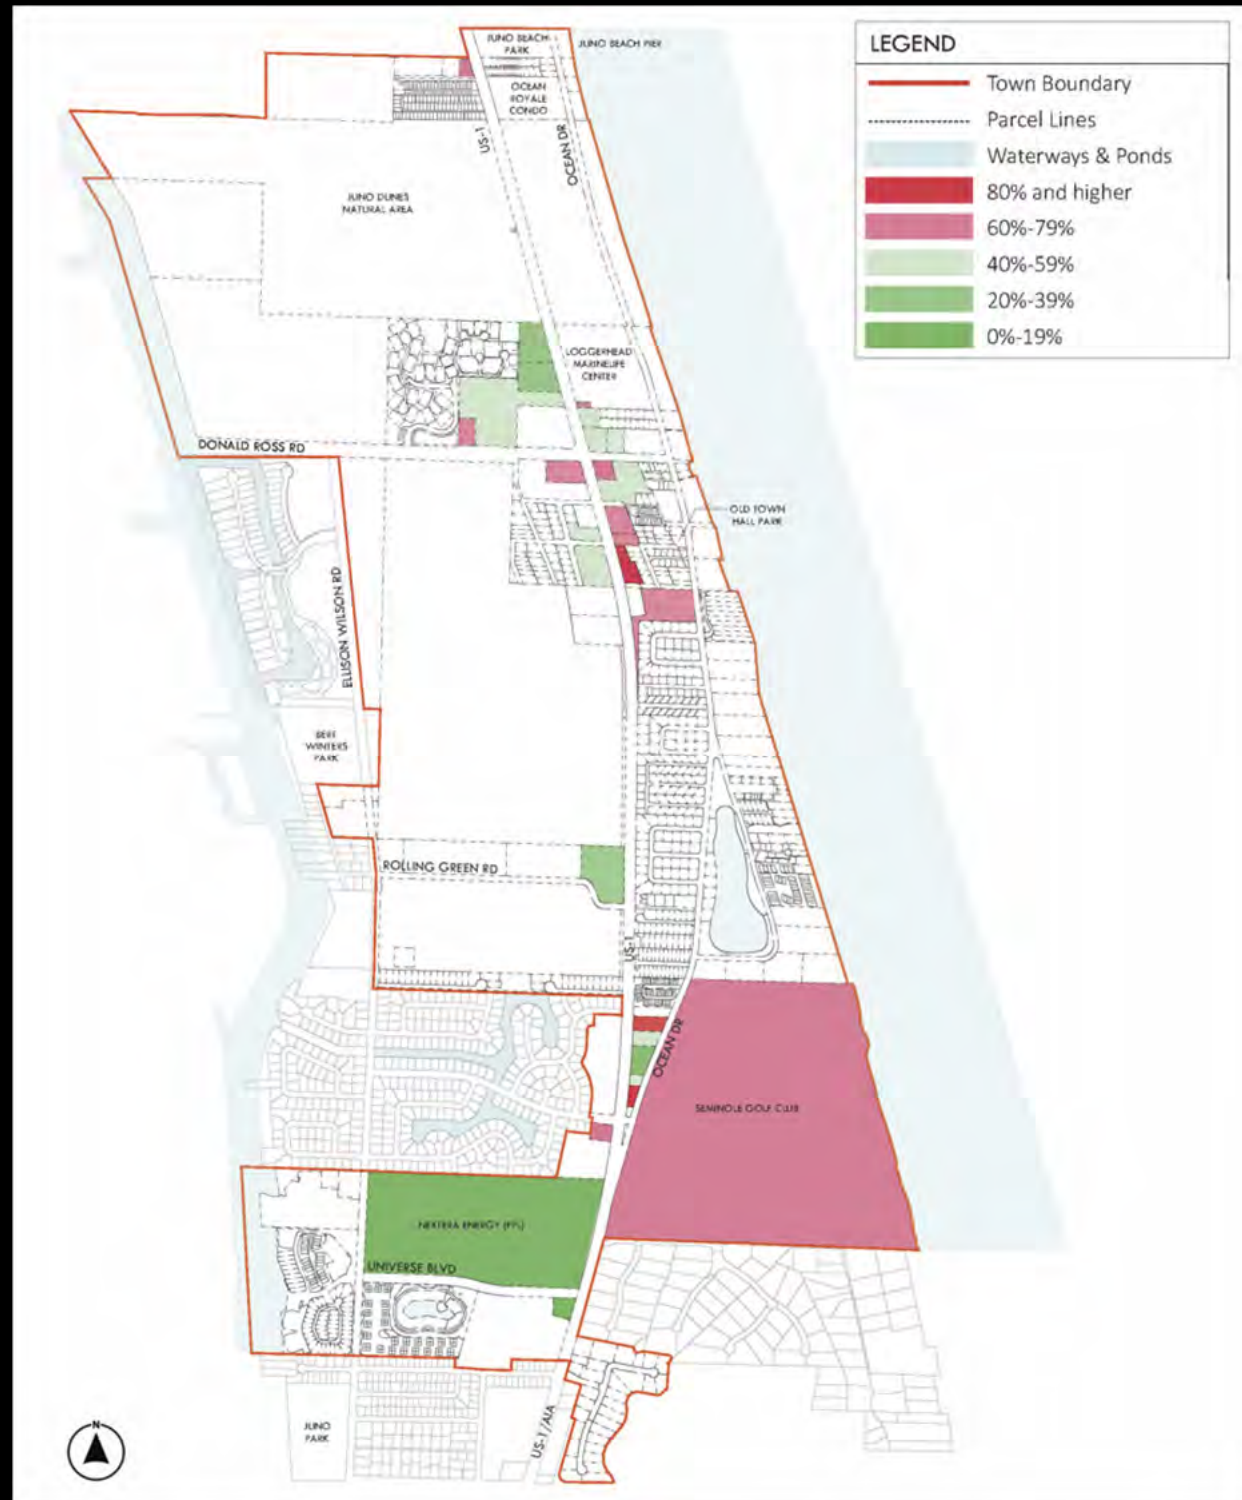 JUNO BEACH
PARK
JUNO BEACH PIER
OCEAN
ROYALE
CONDO
US-1
OCEAN DR
JUNO DUNES
NATURAL AREA
LOGGERHEAD
MARINELIFE
CENTER
DONALD ROSS RD
OLD TOWN
HALL PARK
ELLISON WILSON RD
BERT
WINTERS
PARK
ROLLING GREEN RD
US-1
OCEAN DR
SEMINOLE GOLF CLUB
NEXTERA ENERGY (FPL)
UNIVERSE BLVD
JUNO
PARK
US-1/A1A
N
LEGEND
Town Boundary
Parcel Lines
Waterways & Ponds
80% and higher
60%-79%
40%-59%
20%-39%
0%-19%